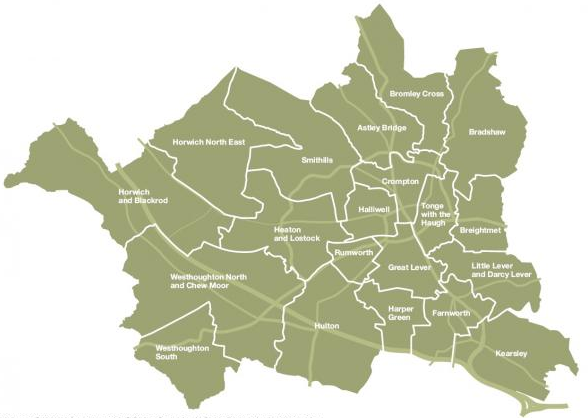 Bromley Cross
Astley Bridge
Bradshaw
Horwich North East
Smithills
Crompton
Horwich
and Blackrod
Halliwell
Tonge
with the
Haugh
Heaton
and Lostock
Breightmet
Rumworth
Great Lever
Little Lever
and Darcy Lever
Westhoughton North
and Chew Moor
Harper
Green
Farnworth
Hulton
Westhoughton
South
Kearsley